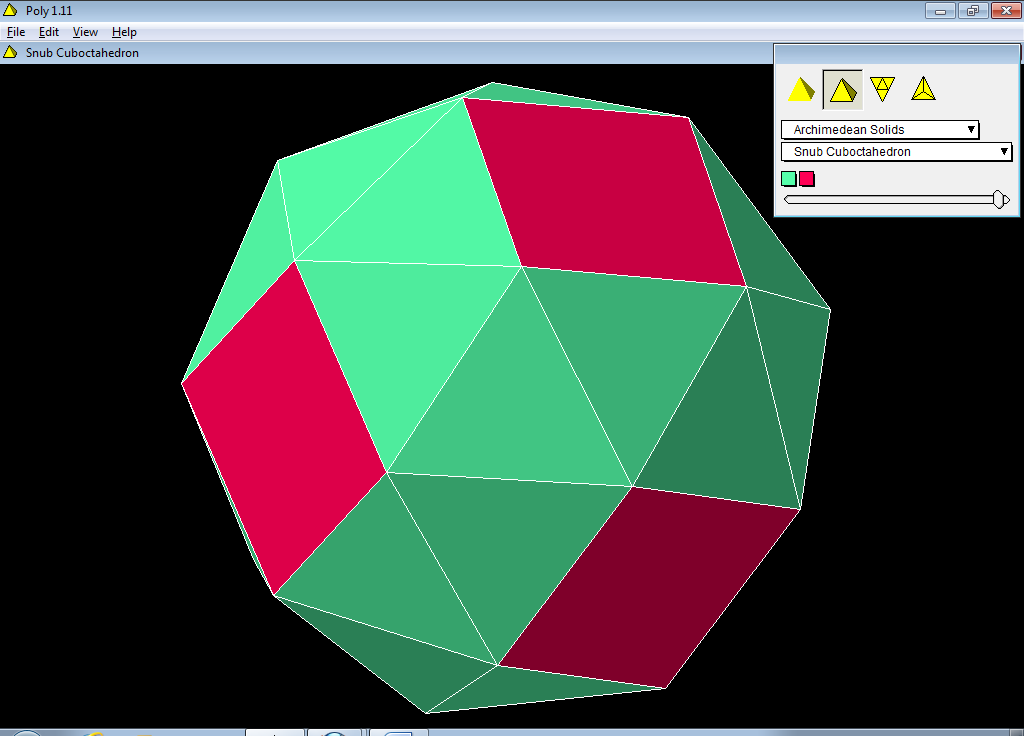 Poly 1.11
File Edit View Help
Snub Cuboctahedron
Archimedean Solids
Snub Cuboctahedron